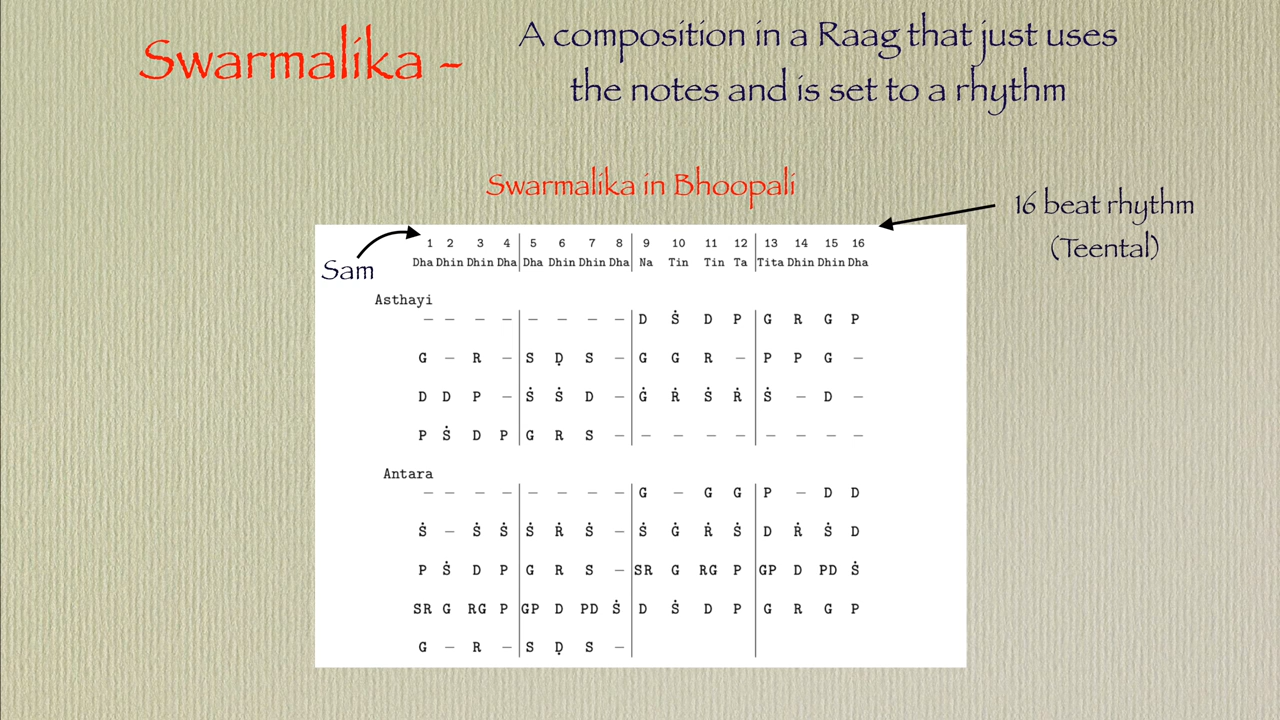 Swarmalika -
A composition in a Raag that just uses
the notes and is set to a rhythm
Swarmalika in Bhoopali
16 beat rhythm
(Teental)
Sam
1 2 3 4 5 6 7 8 9 10 11 12 13 14 15 16
Dha Dhin Dhin Dha Dha Dhin Dhin Dha Na Tin Tin Ta Tita Dhin Dhin Dha
Asthayi
– – – – – – – – D Ṡ D P G R G P
G – R – S Ḍ S – G G R – P P G –
D D P – Ṡ Ṡ D – Ġ Ṙ Ṡ Ṙ Ṡ – D –
P Ṡ D P G R S – – – – – – – – –
Antara
– – – – – – – – G – G G P – D D
Ṡ – Ṡ Ṡ Ṡ Ṙ Ṡ – Ṡ Ġ Ṙ Ṡ D Ṙ Ṡ D
P Ṡ D P G R S – SR G RG P GP D PD Ṡ
SR G RG P GP D PD Ṡ D Ṡ D P G R G P
G – R – S Ḍ S –